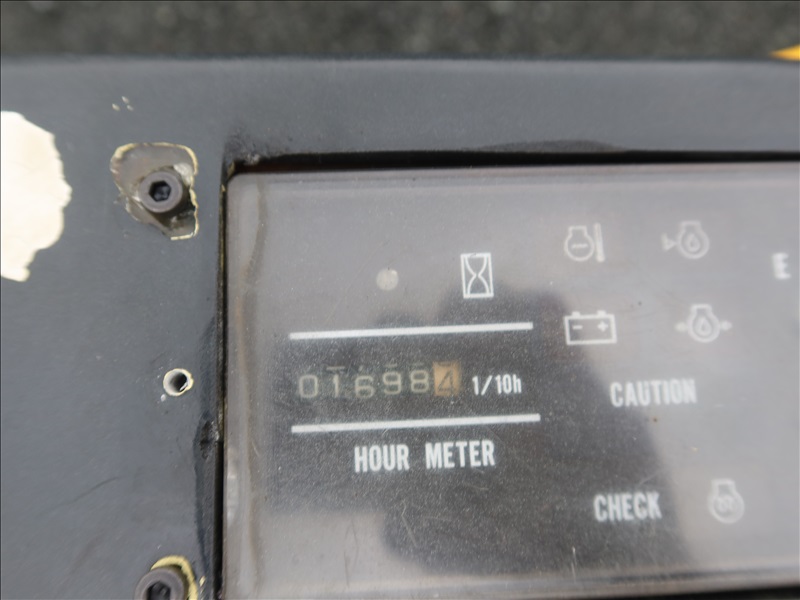 E
016984 1/10h
HOUR METER
CAUTION
CHECK